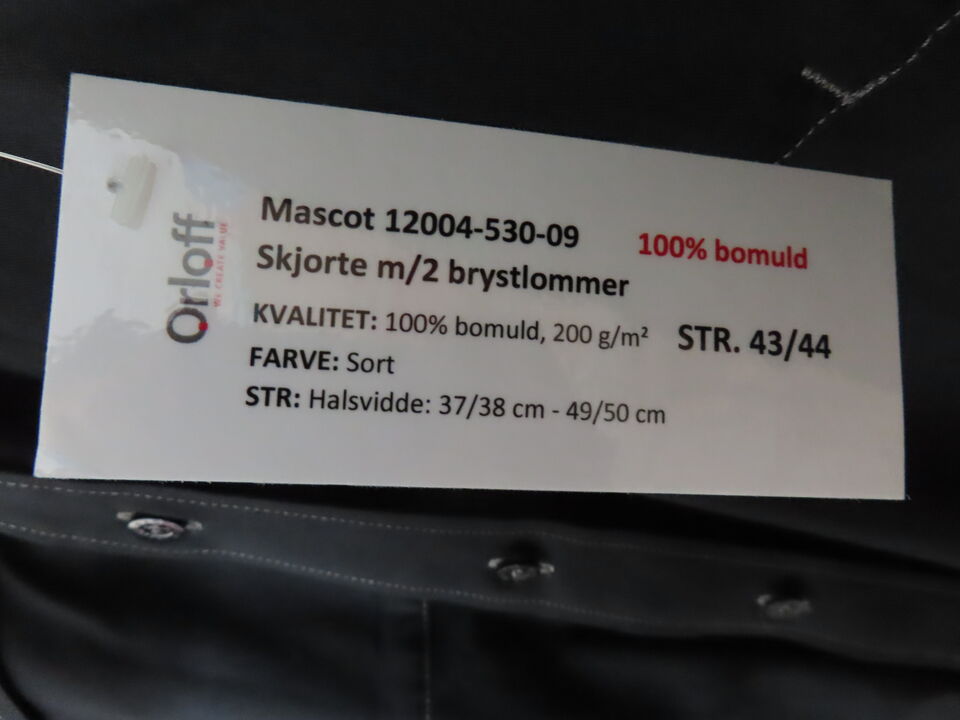 Orloff
WE CREATE VALUE
Mascot 12004-530-09
Skjorte m/2 brystlommer
100% bomuld
KVALITET: 100% bomuld, 200 g/m²
STR. 43/44
FARVE: Sort
STR: Halsvidde: 37/38 cm - 49/50 cm